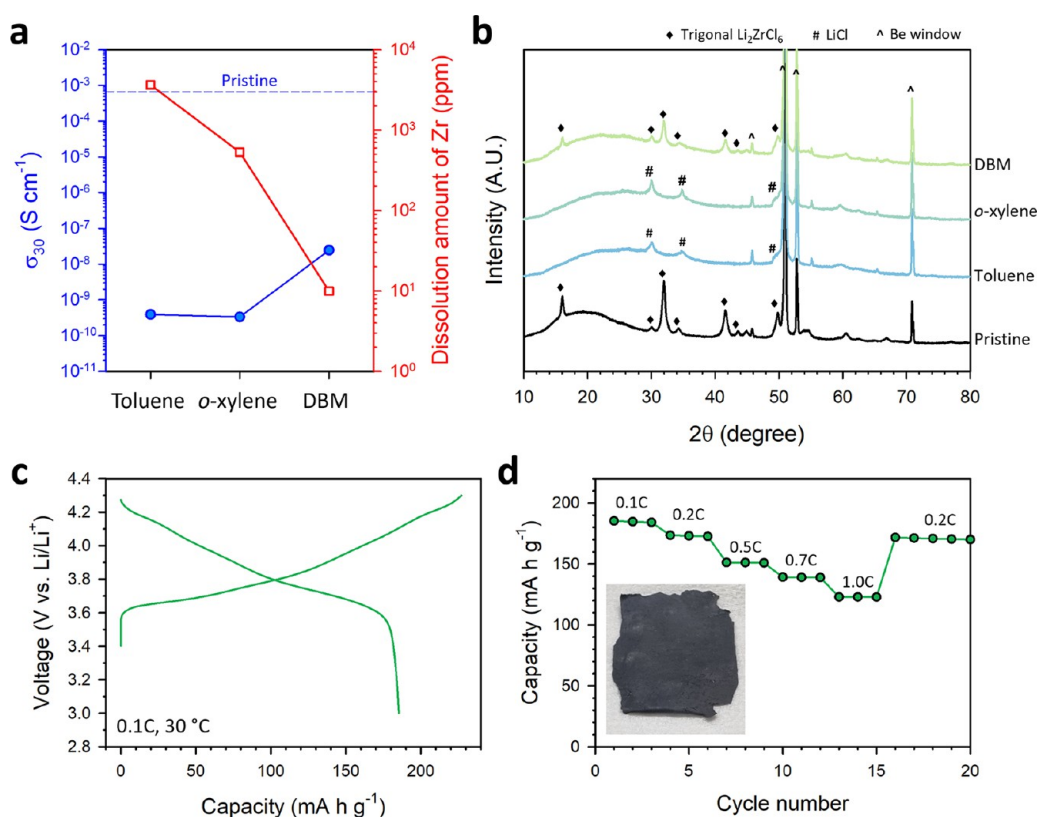 a
σ₃₀ (S cm⁻¹)
10⁻²
10⁻³
10⁻⁴
10⁻⁵
10⁻⁶
10⁻⁷
10⁻⁸
10⁻⁹
10⁻¹⁰
10⁻¹¹
Pristine
10⁴
10³
10²
10¹
10⁰
Dissolution amount of Zr (ppm)
Toluene o-xylene DBM
b
♦ Trigonal Li₂ZrCl₆ # LiCl ^ Be window
Intensity (A.U.)
♦ ♦ ♦ ♦ ♦ ♦ ^ ♦ ^ ^ ^
DBM
# # #
o-xylene
# # #
Toluene
♦ ♦ ♦ ♦ ♦ ♦ ♦
Pristine
10 20 30 40 50 60 70 80
2θ (degree)
c
Voltage (V vs. Li/Li⁺)
4.4
4.2
4.0
3.8
3.6
3.4
3.2
3.0
2.8
0.1C, 30 °C
0 50 100 150 200
Capacity (mA h g⁻¹)
d
Capacity (mA h g⁻¹)
200
150
100
50
0
0.1C
0.2C
0.5C
0.7C
1.0C
0.2C
0 5 10 15 20
Cycle number